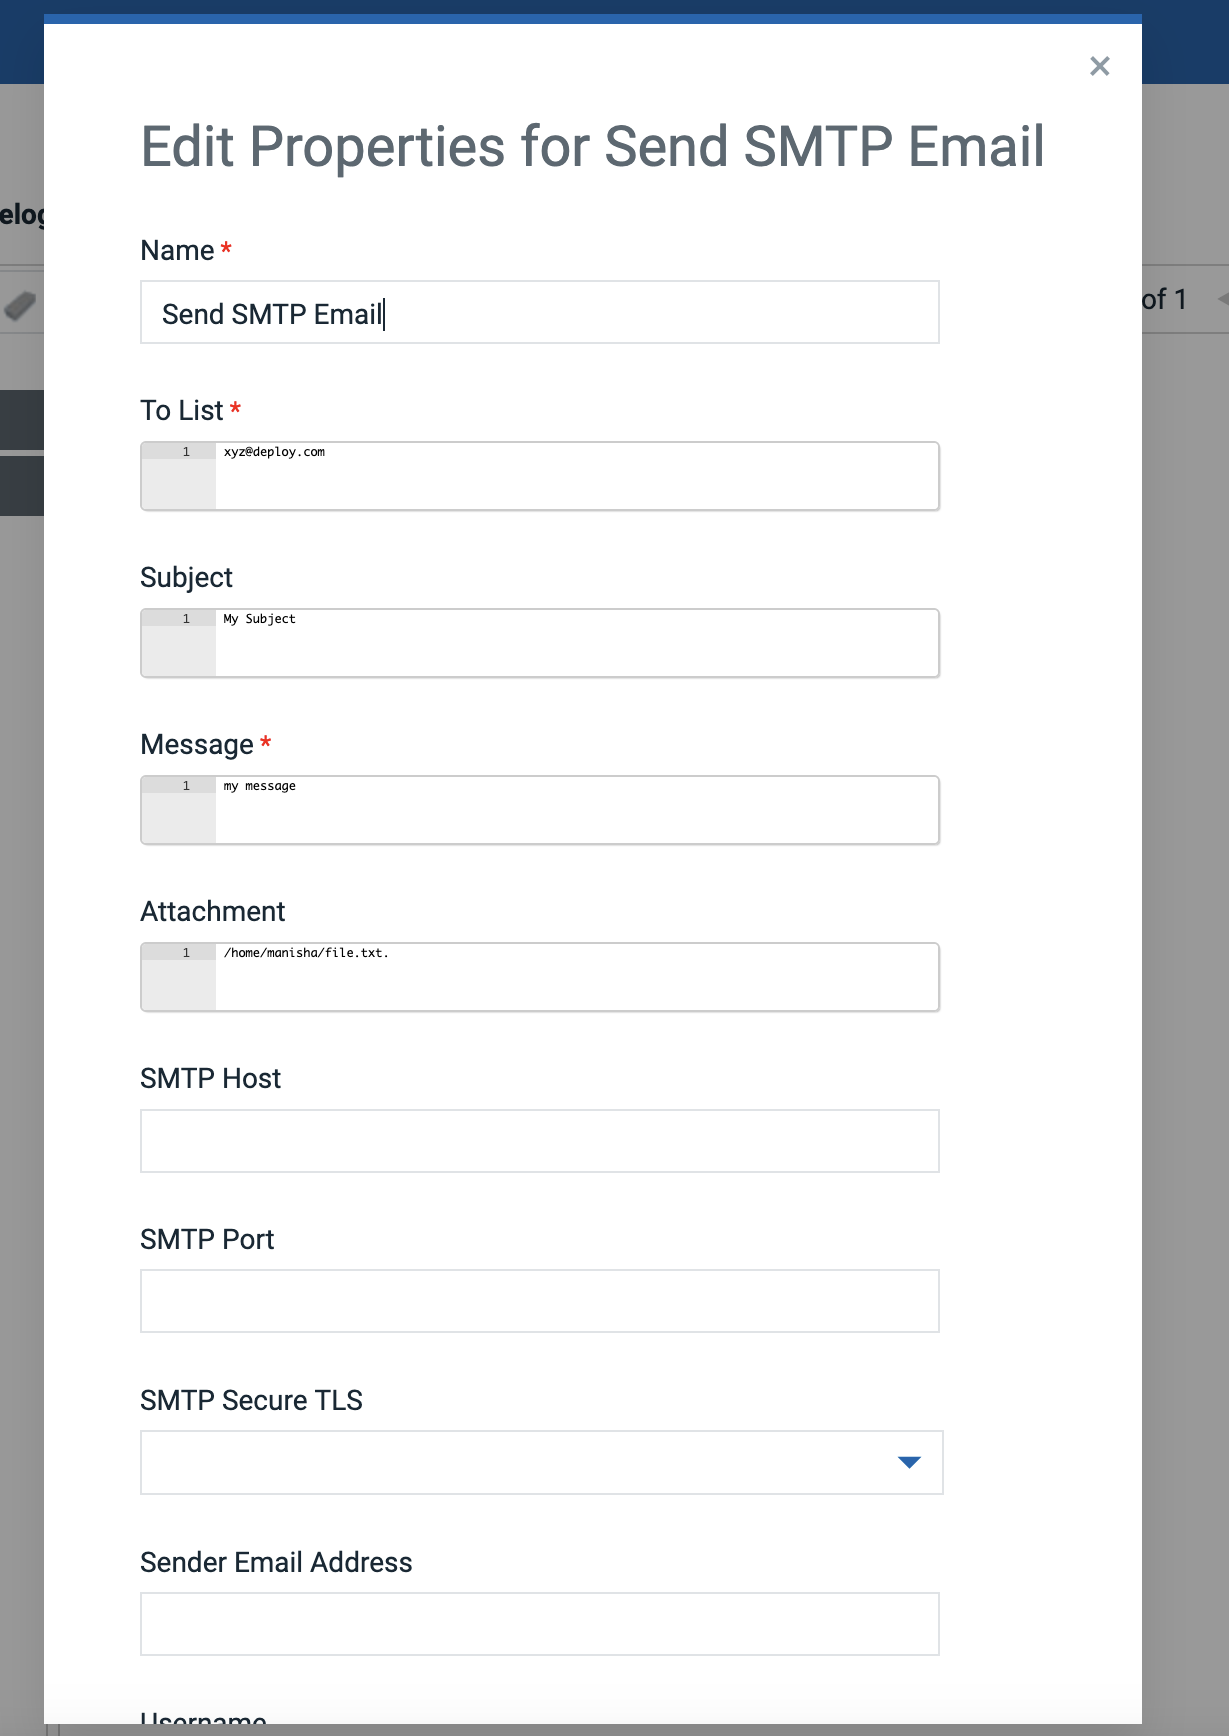 Edit Properties for Send SMTP Email
elog
Name *
Send SMTP Email
of 1
To List *
1 xyz@deploy.com
Subject
1 My Subject
Message *
1 my message
Attachment
1 /home/manisha/file.txt.
SMTP Host
SMTP Port
SMTP Secure TLS
Sender Email Address
Username